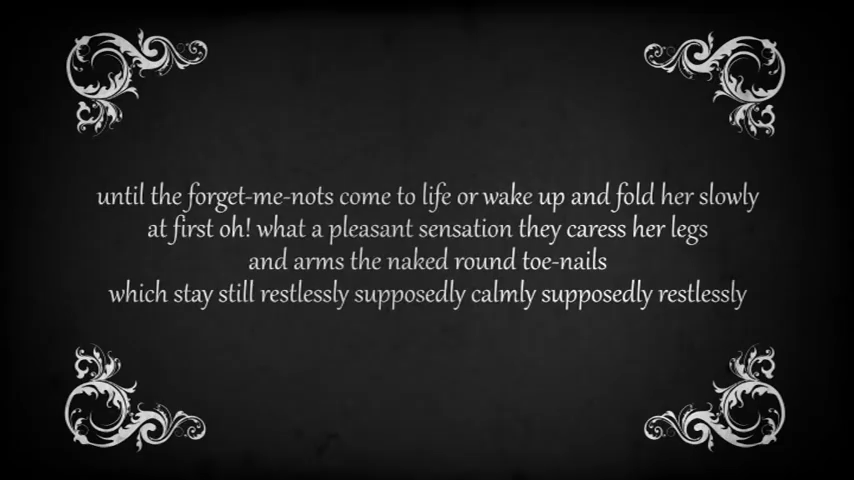 until the forget-me-nots come to life or wake up and fold her slowly
at first oh! what a pleasant sensation they caress her legs
and arms the naked round toe-nails
which stay still restlessly supposedly calmly supposedly restlessly